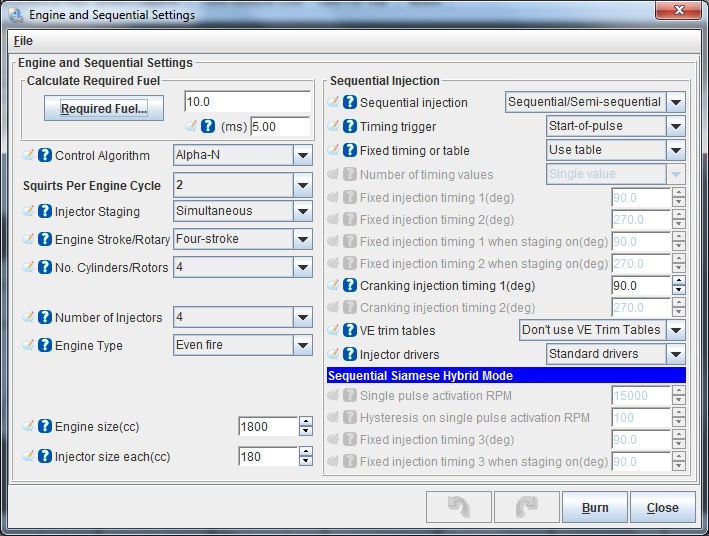 Engine and Sequential Settings
File
Engine and Sequential Settings
Calculate Required Fuel
Required Fuel...
10.0
(ms) 5.00
Control Algorithm Alpha-N
Squirts Per Engine Cycle 2
Injector Staging Simultaneous
Engine Stroke/Rotary Four-stroke
No. Cylinders/Rotors 4
Number of Injectors 4
Engine Type Even fire
Engine size(cc) 1800
Injector size each(cc) 180
Sequential Injection
Sequential injection Sequential/Semi-sequential
Timing trigger Start-of-pulse
Fixed timing or table Use table
Number of timing values Single value
Fixed injection timing 1(deg) 90.0
Fixed injection timing 2(deg) 270.0
Fixed injection timing 1 when staging on(deg) 90.0
Fixed injection timing 2 when staging on(deg) 270.0
Cranking injection timing 1(deg) 90.0
Cranking injection timing 2(deg) 270.0
VE trim tables Don't use VE Trim Tables
Injector drivers Standard drivers
Sequential Siamese Hybrid Mode
Single pulse activation RPM 15000
Hysteresis on single pulse activation RPM 100
Fixed injection timing 3(deg) 90.0
Fixed injection timing 3 when staging on(deg) 90.0
Burn Close